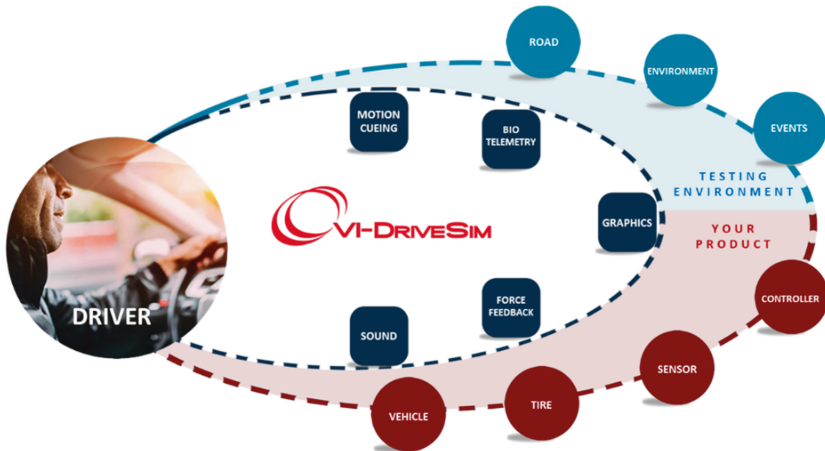 ROAD
ENVIRONMENT
EVENTS
MOTION
CUEING
BIO
TELEMETRY
TESTING
ENVIRONMENT
VI-DRIVESIM
GRAPHICS
YOUR
PRODUCT
DRIVER
SOUND
FORCE
FEEDBACK
CONTROLLER
SENSOR
TIRE
VEHICLE